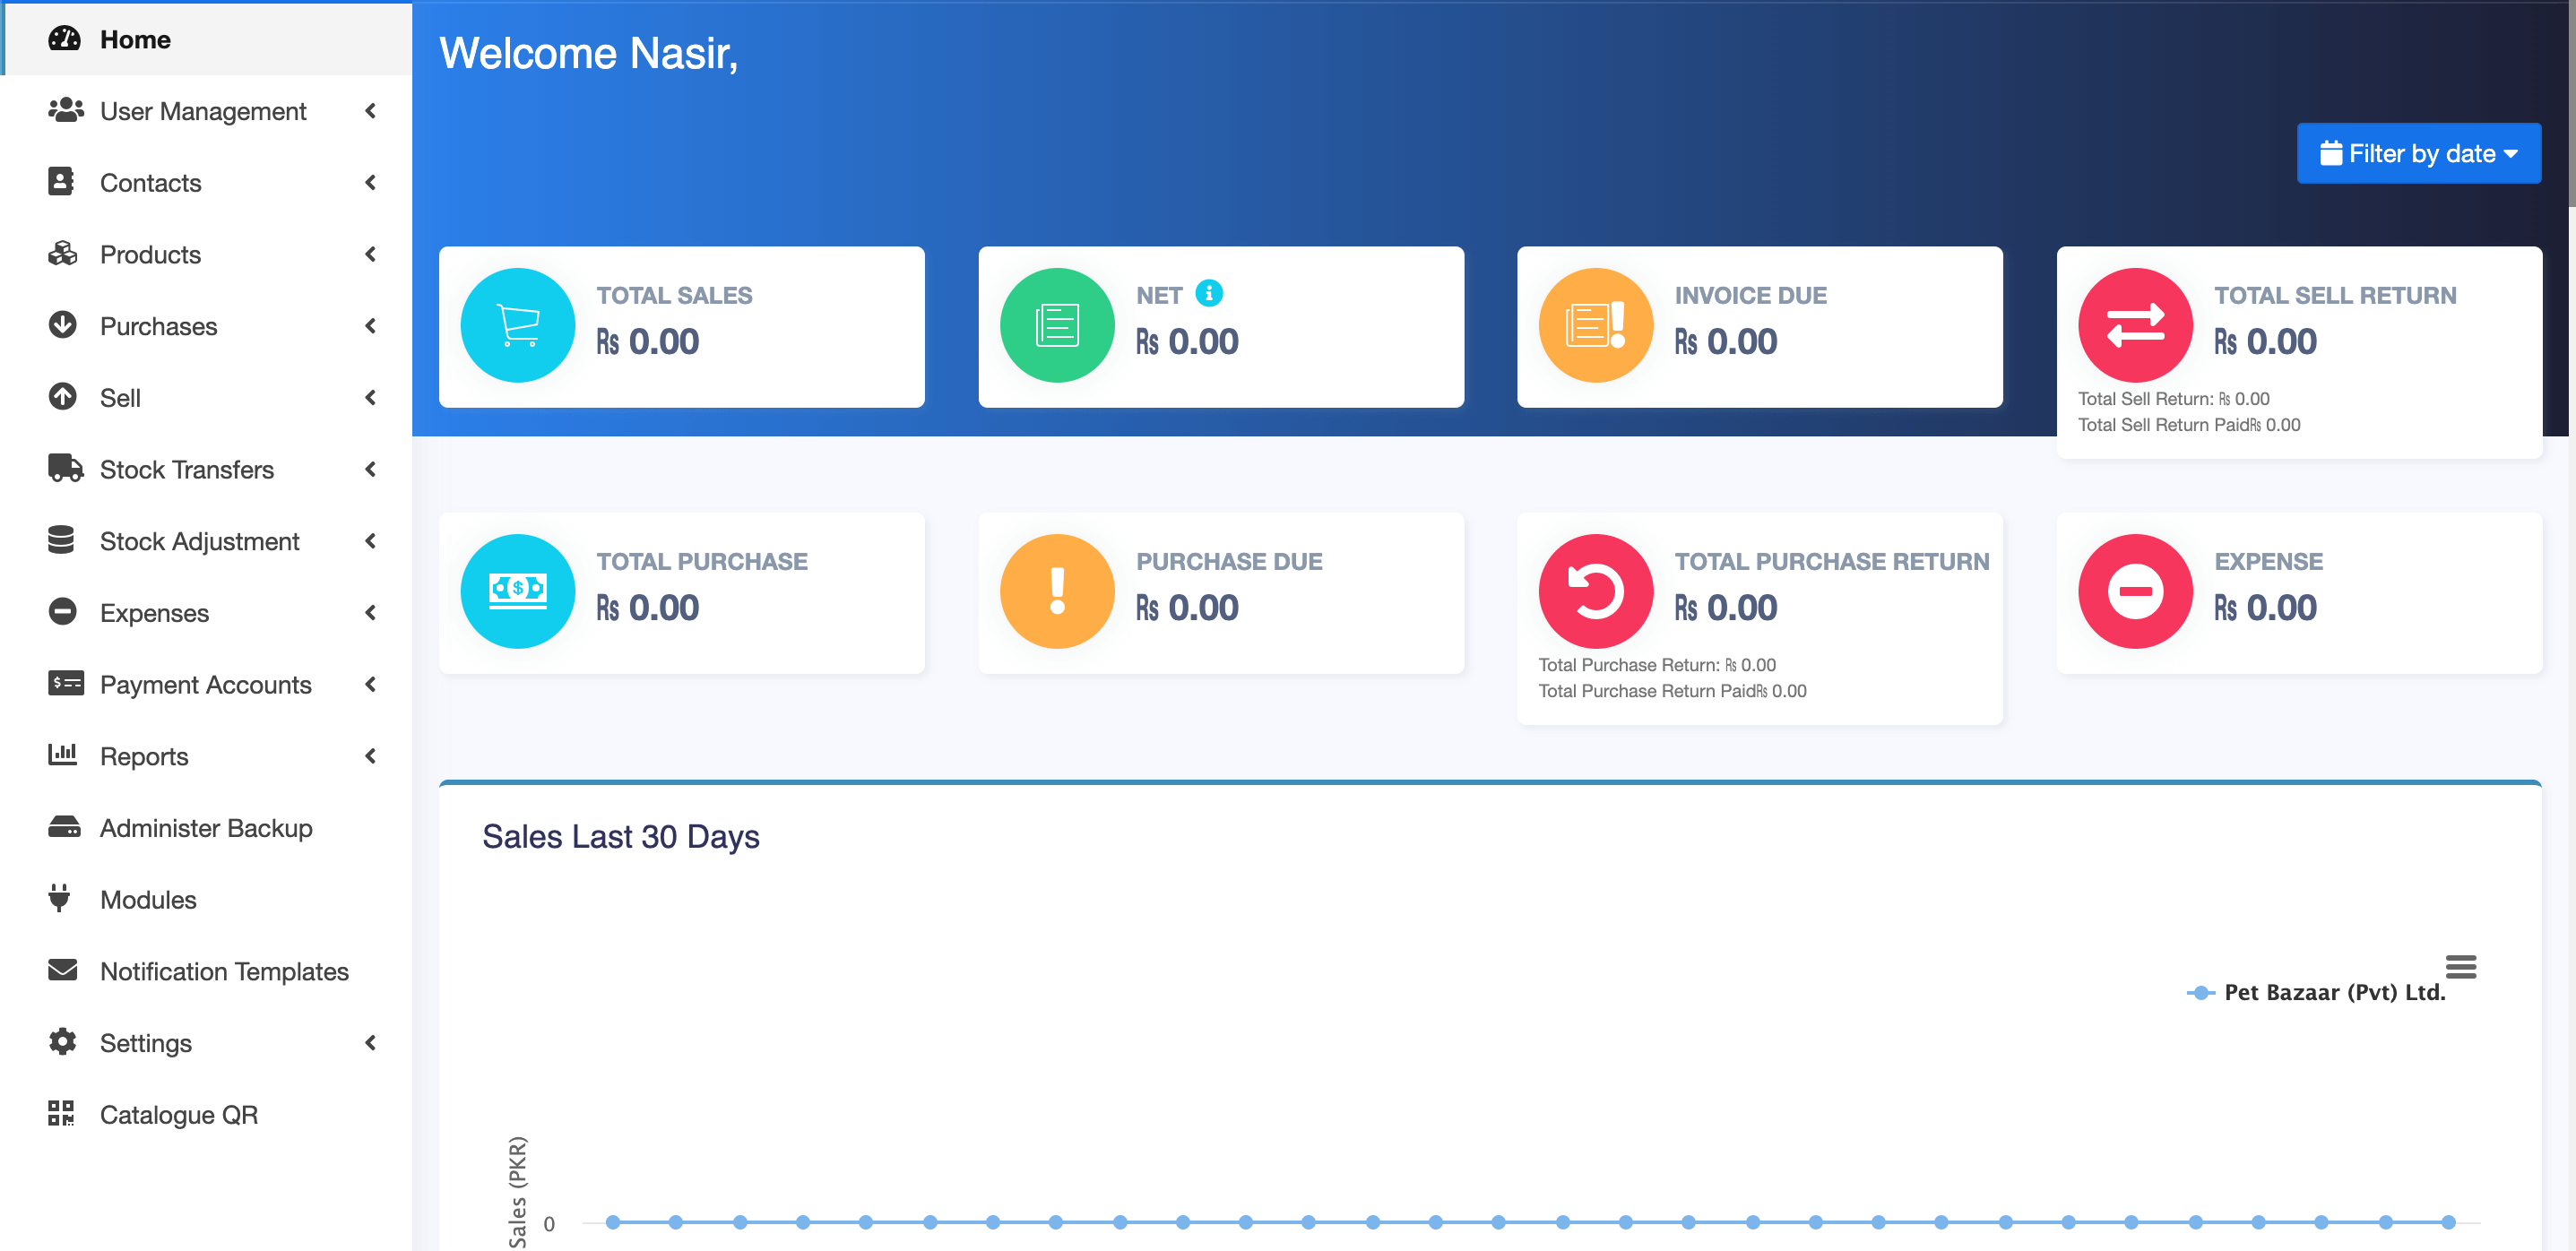 Home
User Management
Contacts
Products
Purchases
Sell
Stock Transfers
Stock Adjustment
Expenses
Payment Accounts
Reports
Administer Backup
Modules
Notification Templates
Settings
Catalogue QR
Welcome Nasir,
Filter by date
TOTAL SALES
₨ 0.00
NET
₨ 0.00
INVOICE DUE
₨ 0.00
TOTAL SELL RETURN
₨ 0.00
Total Sell Return: ₨ 0.00
Total Sell Return Paid₨ 0.00
TOTAL PURCHASE
₨ 0.00
PURCHASE DUE
₨ 0.00
TOTAL PURCHASE RETURN
₨ 0.00
Total Purchase Return: ₨ 0.00
Total Purchase Return Paid₨ 0.00
EXPENSE
₨ 0.00
Sales Last 30 Days
Pet Bazaar (Pvt) Ltd.
Sales (PKR)
0